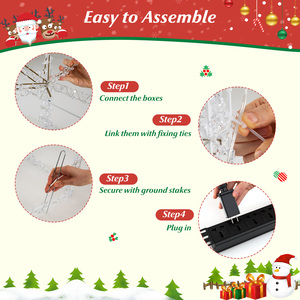 Easy to Assemble
Step1
Connect the boxes
Step2
Link them with fixing ties
Step3
Secure with ground stakes
Step4
Plug in